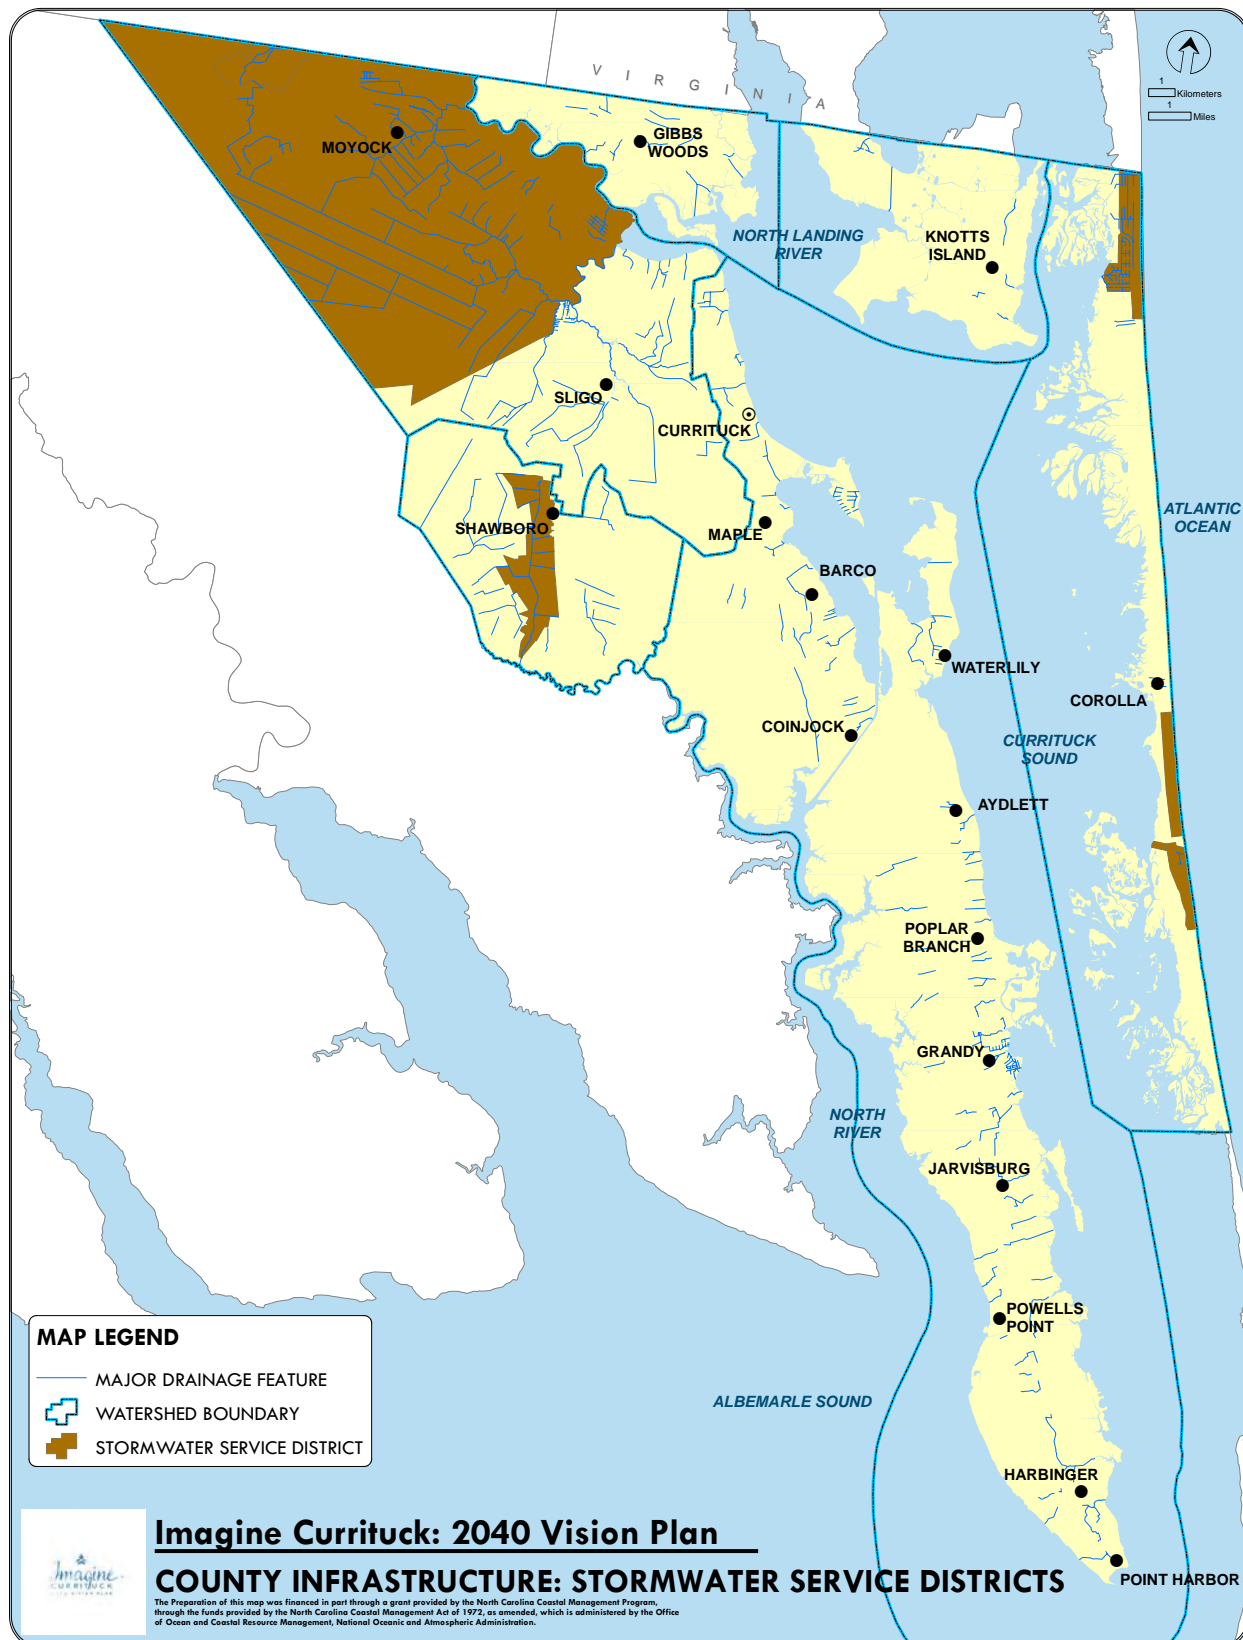 VIRGINIA
1
Kilometers
1
Miles
MOYOCK
GIBBS
WOODS
NORTH LANDING
RIVER
KNOTTS
ISLAND
SLIGO
CURRITUCK
SHAWBORO
MAPLE
BARCO
ATLANTIC
OCEAN
WATERLILY
COROLLA
COINJOCK
CURRITUCK
SOUND
AYDLETT
POPLAR
BRANCH
GRANDY
NORTH
RIVER
JARVISBURG
POWELLS
POINT
ALBEMARLE SOUND
HARBINGER
POINT HARBOR
MAP LEGEND
MAJOR DRAINAGE FEATURE
WATERSHED BOUNDARY
STORMWATER SERVICE DISTRICT
Imagine
CURRITUCK
Imagine Currituck: 2040 Vision Plan
COUNTY INFRASTRUCTURE: STORMWATER SERVICE DISTRICTS
The Preparation of this map was financed in part through a grant provided by the North Carolina Coastal Management Program,
through the funds provided by the North Carolina Coastal Management Act of 1972, as amended, which is administered by the Office
of Ocean and Coastal Resource Management, National Oceanic and Atmospheric Administration.